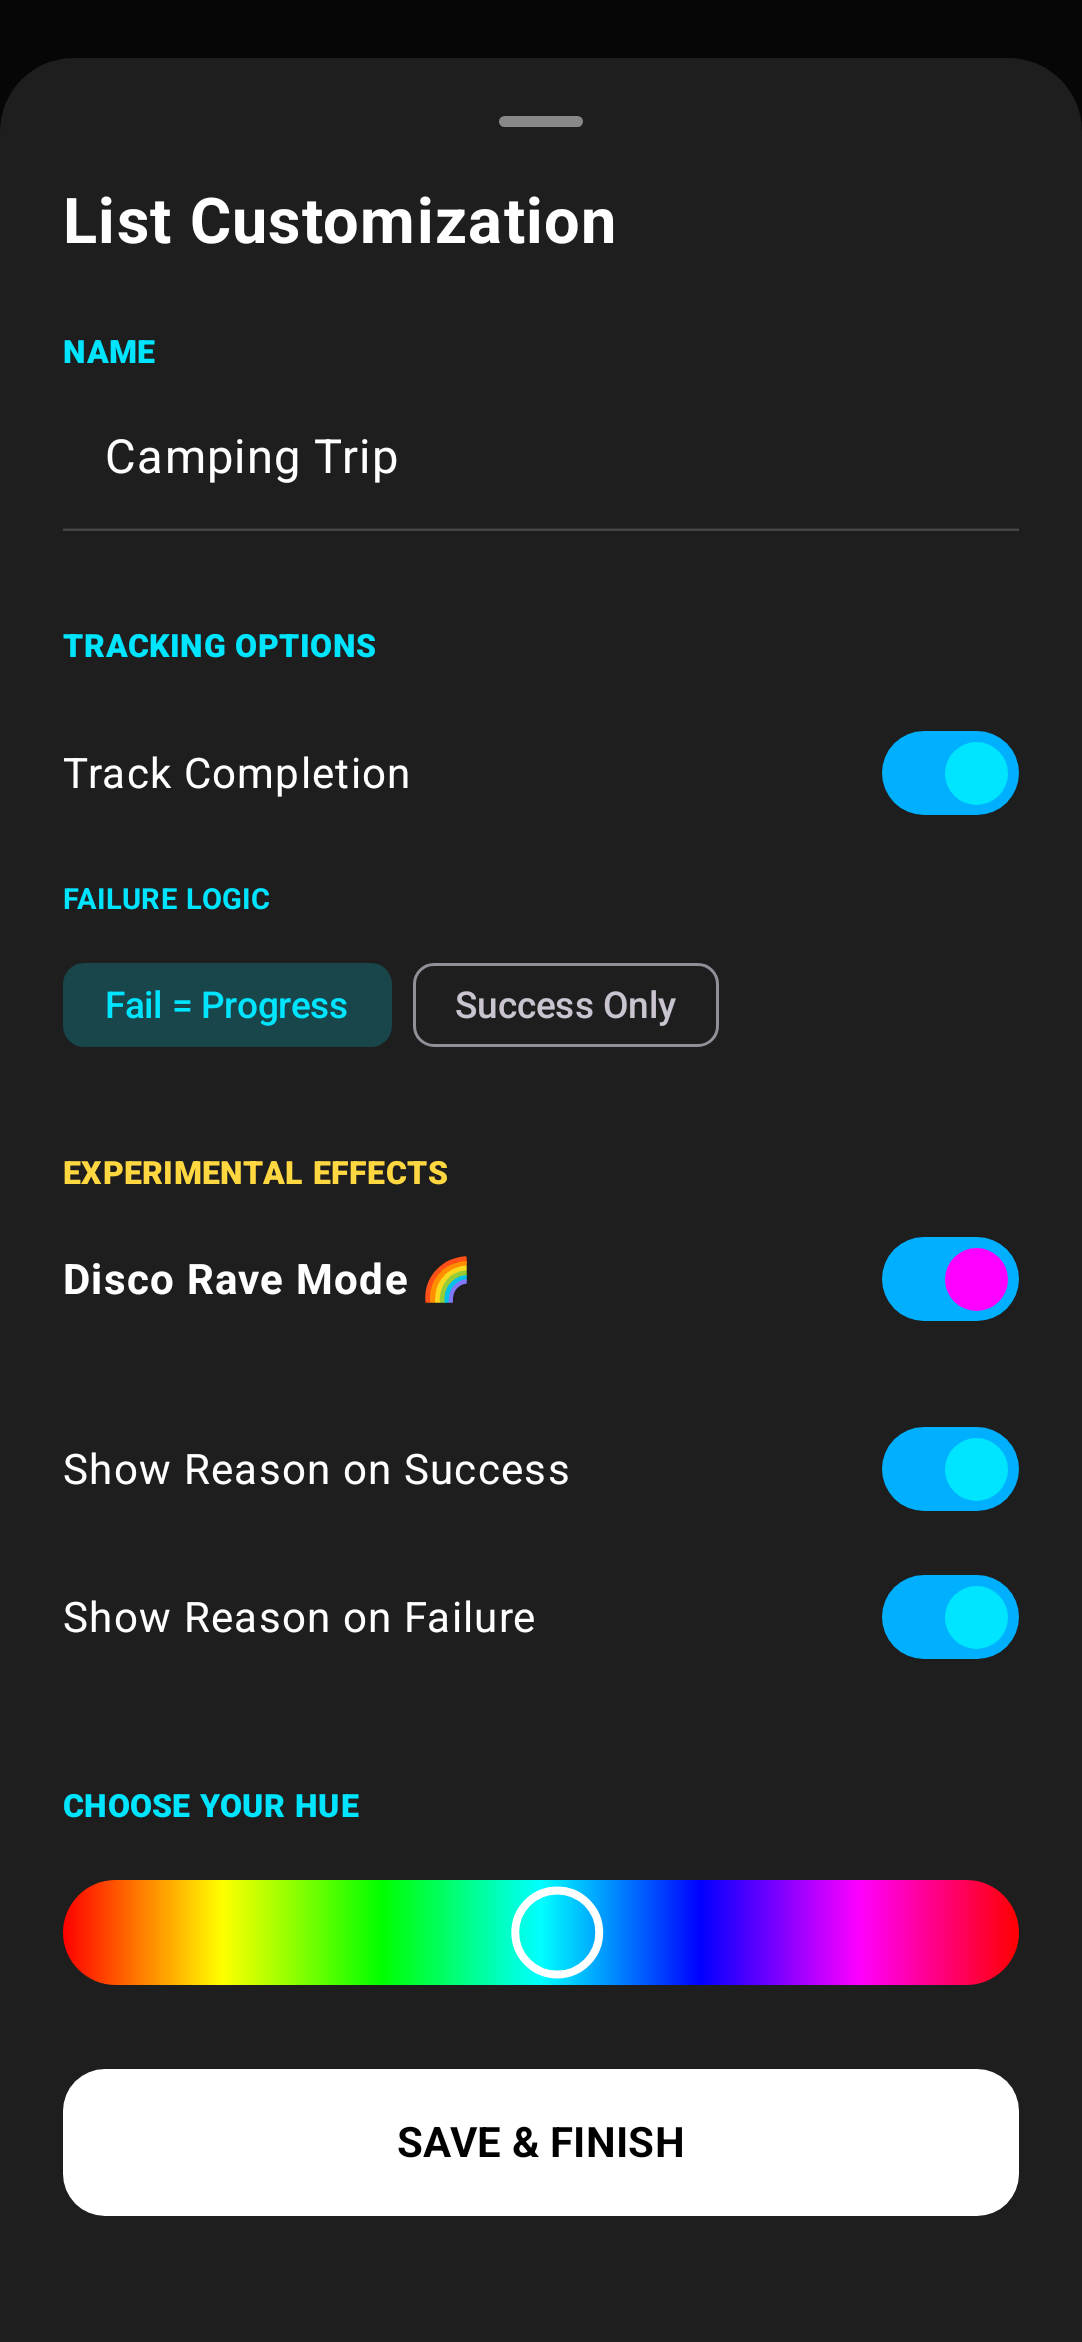 List Customization
NAME
Camping Trip
TRACKING OPTIONS
Track Completion
FAILURE LOGIC
Fail = Progress
Success Only
EXPERIMENTAL EFFECTS
Disco Rave Mode 🌈
Show Reason on Success
Show Reason on Failure
CHOOSE YOUR HUE
SAVE & FINISH